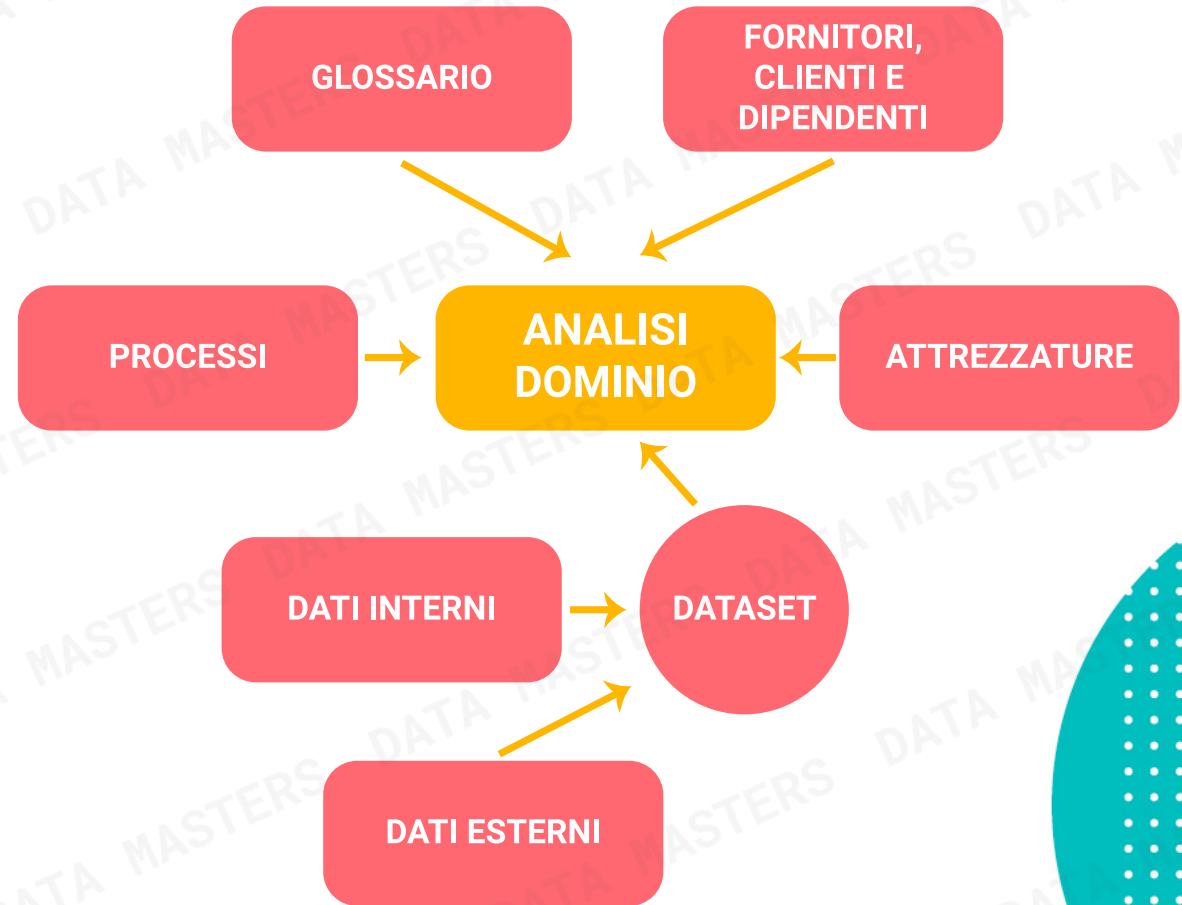 GLOSSARIO
FORNITORI,
CLIENTI E
DIPENDENTI
PROCESSI
ANALISI
DOMINIO
ATTREZZATURE
DATI INTERNI
DATASET
DATI ESTERNI
DATA MASTERS